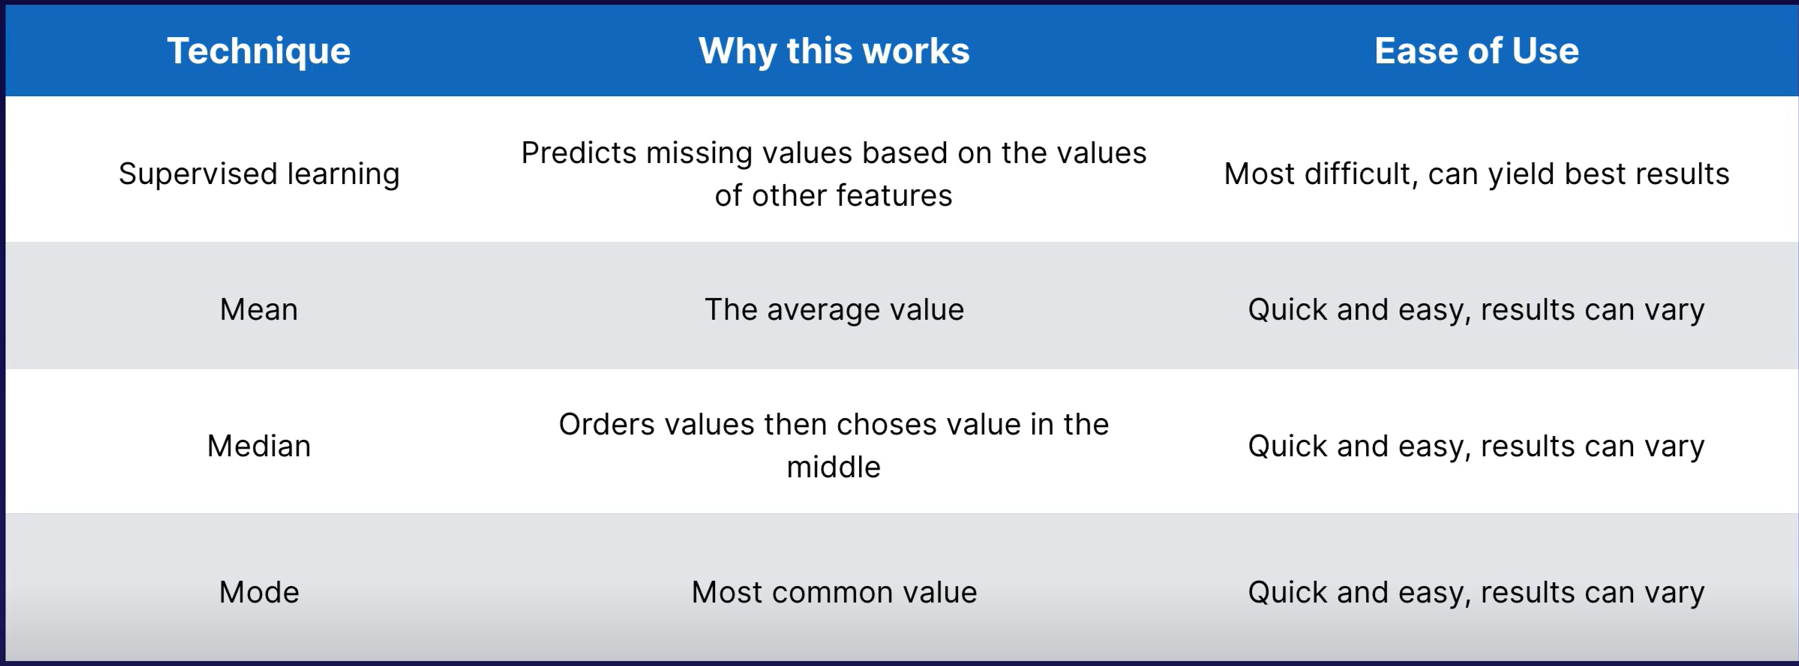 Technique Why this works Ease of Use
Supervised learning Predicts missing values based on the values of other features Most difficult, can yield best results
Mean The average value Quick and easy, results can vary
Median Orders values then choses value in the middle Quick and easy, results can vary
Mode Most common value Quick and easy, results can vary